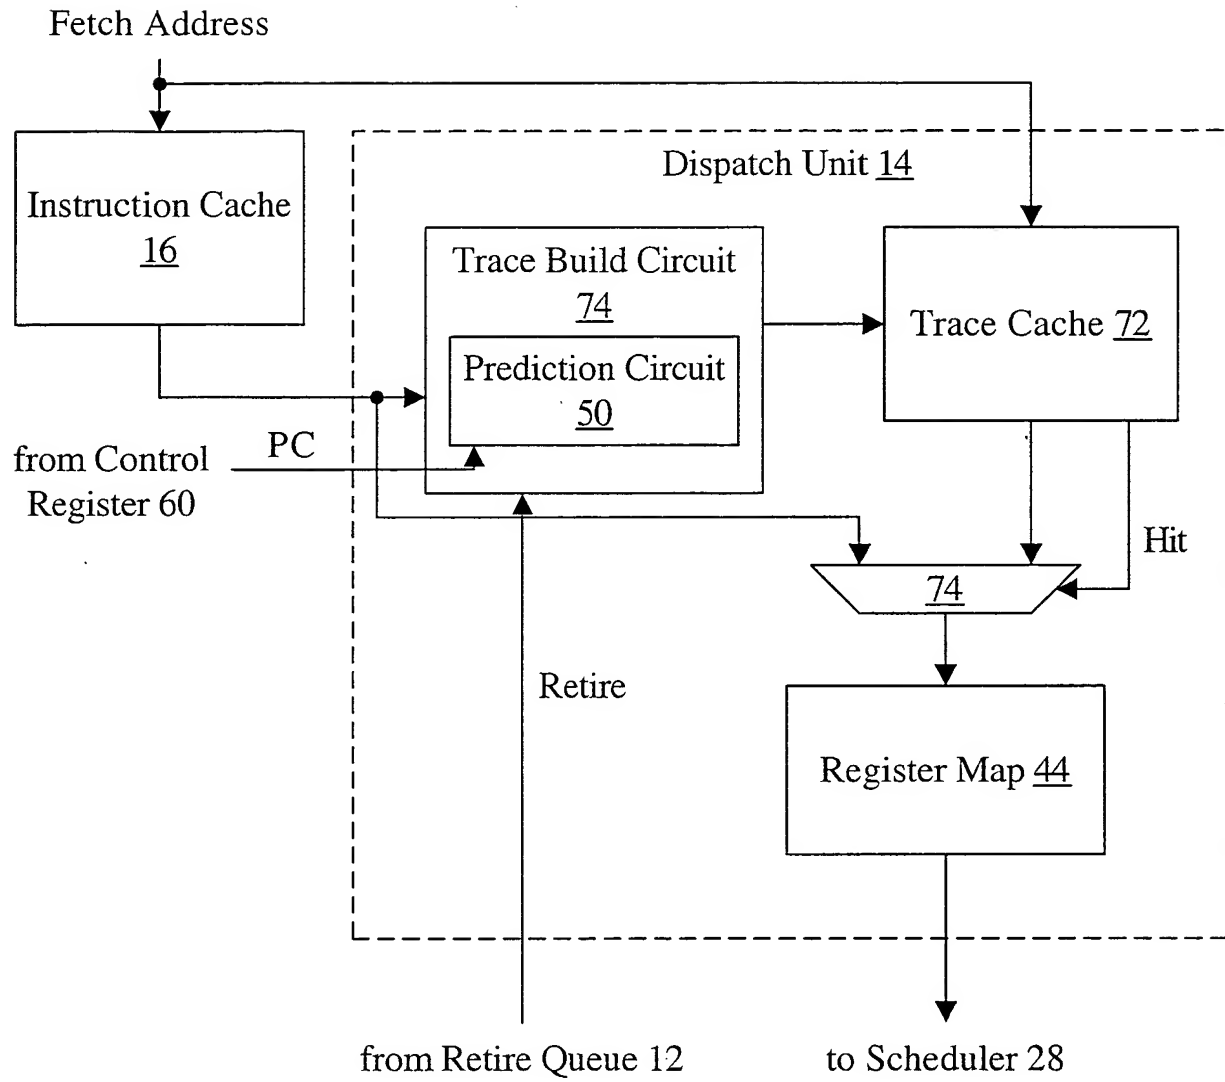 Fetch Address
Dispatch Unit 14
Instruction Cache
16
Trace Build Circuit
74
Trace Cache 72
Prediction Circuit
50
PC
from Control
Register 60
Hit
74
Retire
Register Map 44
from Retire Queue 12
to Scheduler 28